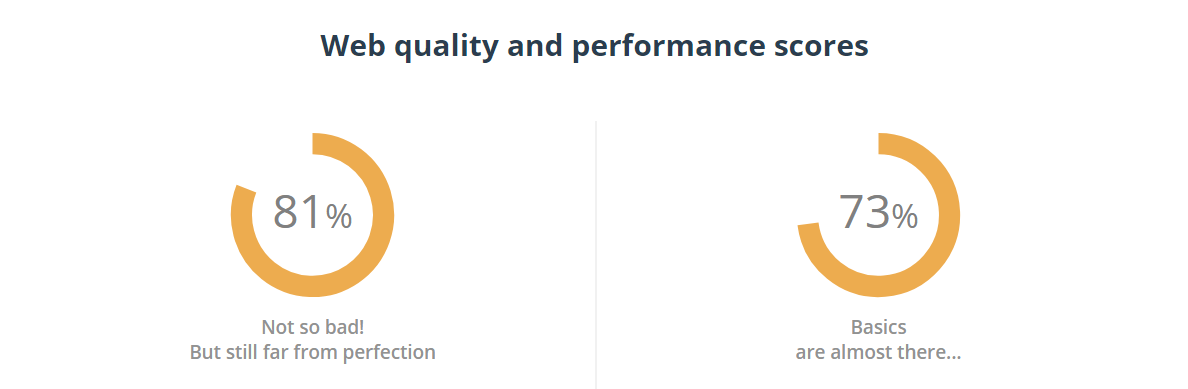 Web quality and performance scores
81%
Not so bad!
But still far from perfection
73%
Basics
are almost there...